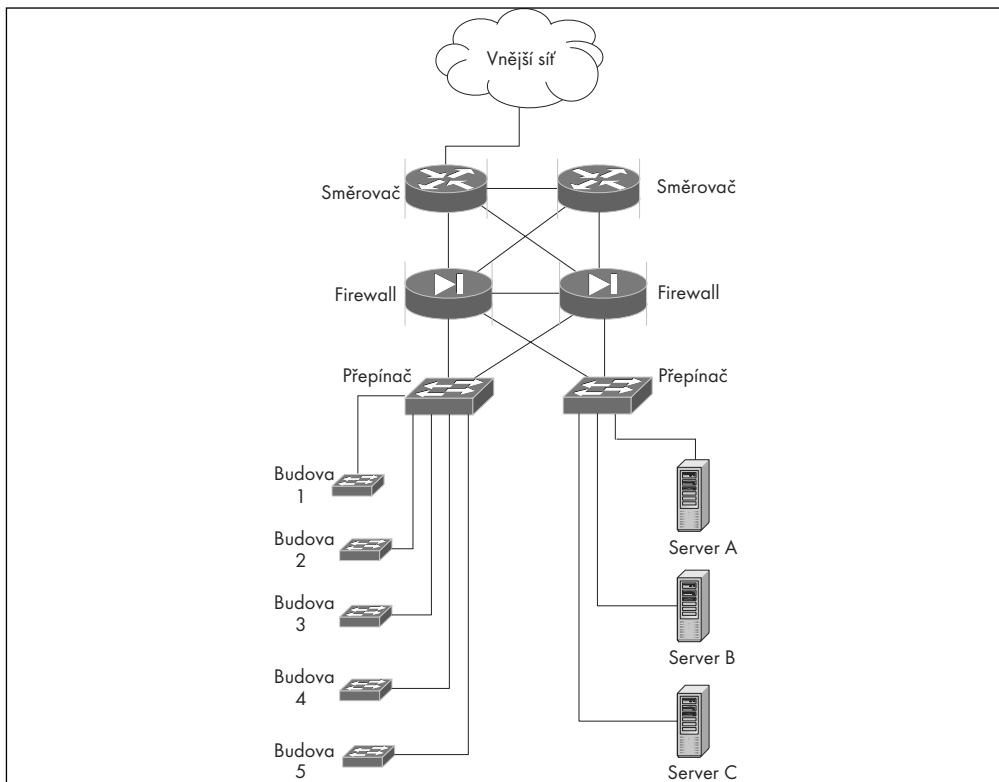 Vnější síť
Směrovač
Směrovač
Firewall
Firewall
Přepínač
Přepínač
Budova
1
Budova
2
Budova
3
Budova
4
Budova
5
Server A
Server B
Server C